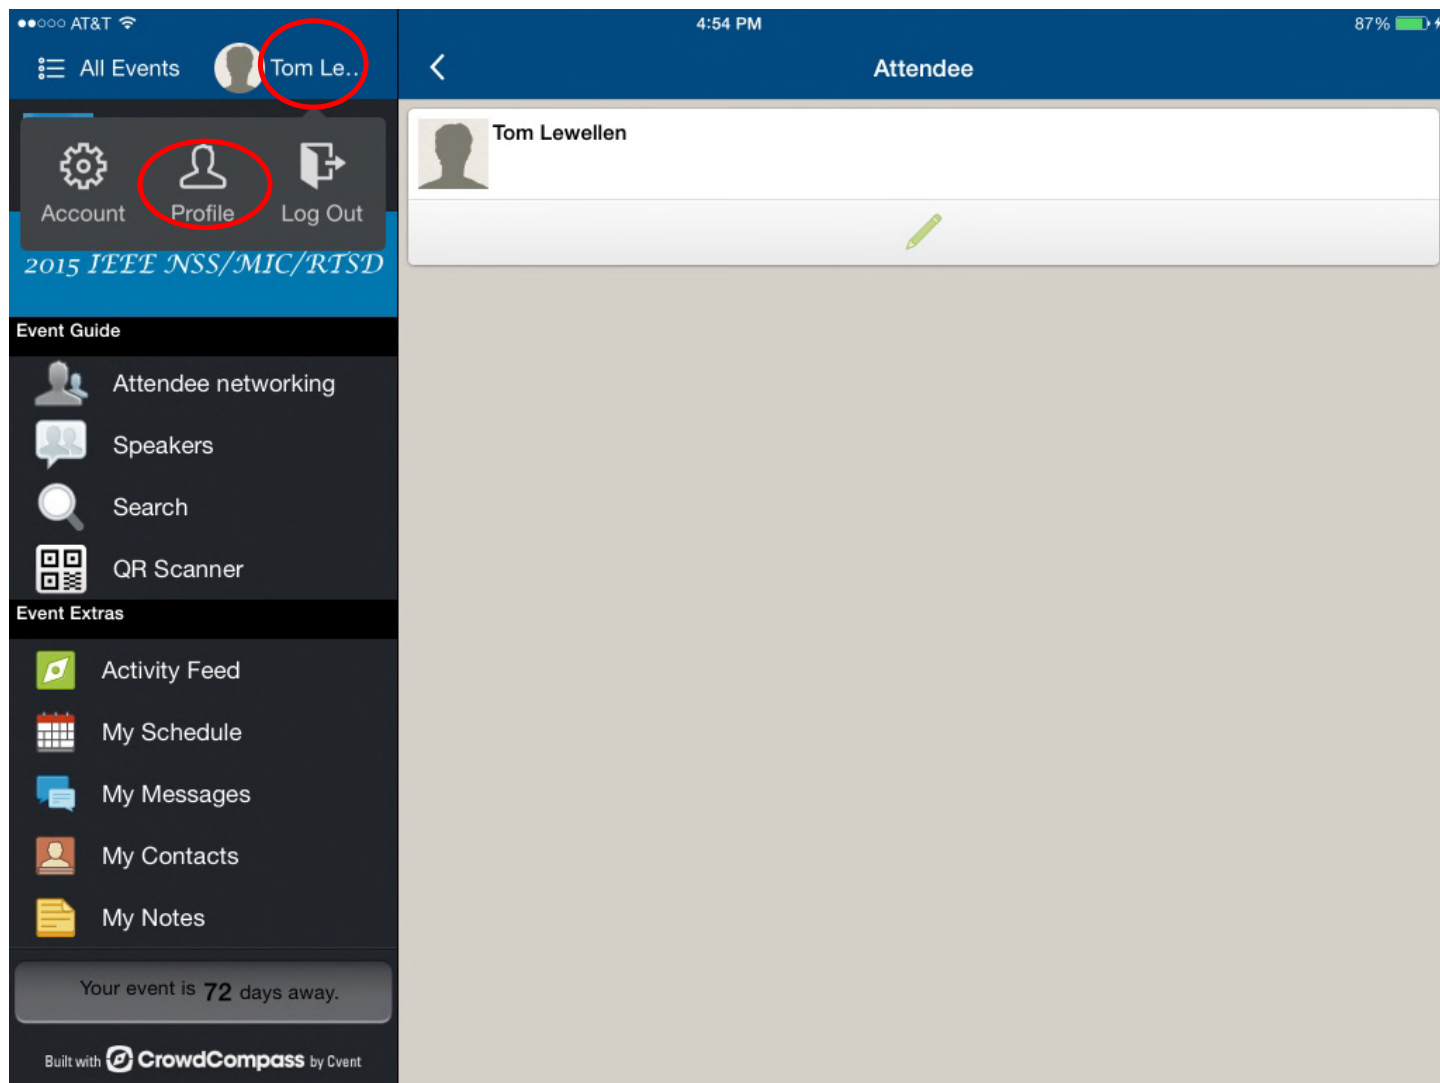 AT&T
4:54 PM
87%
All Events
Tom Le..
Attendee
Account
Profile
Log Out
Tom Lewellen
2015 IEEE NSS/MIC/RTSD
Event Guide
Attendee networking
Speakers
Search
QR Scanner
Event Extras
Activity Feed
My Schedule
My Messages
My Contacts
My Notes
Your event is 72 days away.
Built with CrowdCompass by Cvent